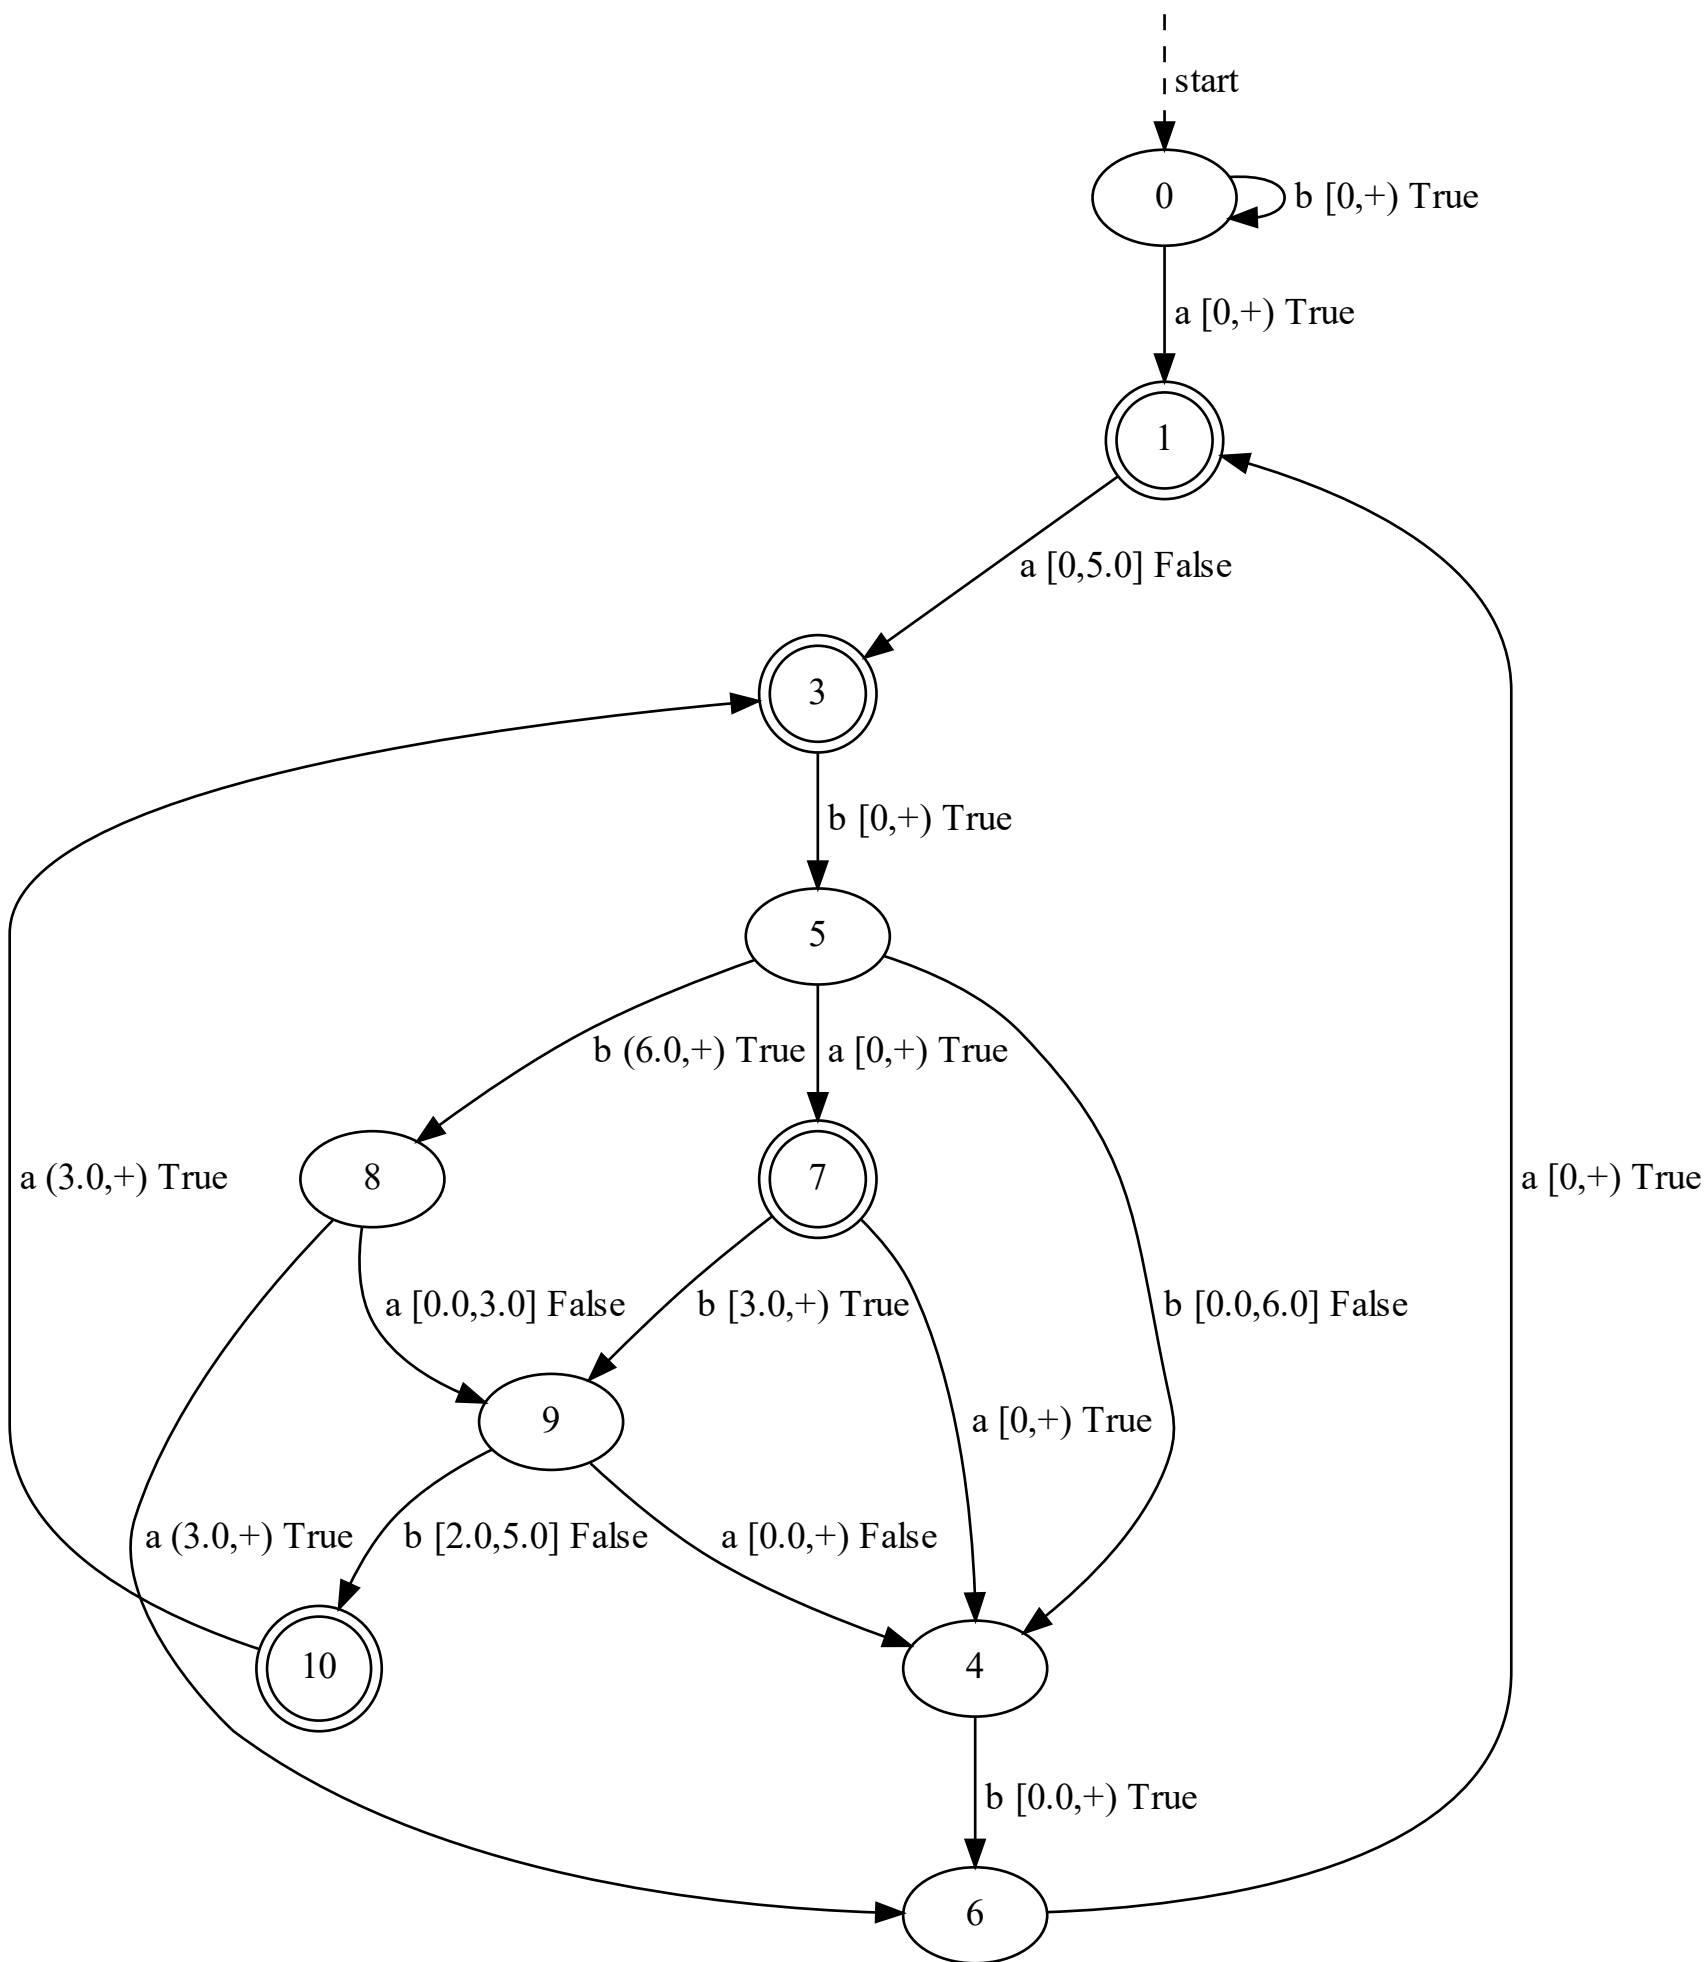 start
0
b [0,+) True
a [0,+) True
1
a [0,5.0] False
3
b [0,+) True
5
b (6.0,+) True
a [0,+) True
a (3.0,+) True
8
7
a [0,+) True
a [0.0,3.0] False
b [3.0,+) True
b [0.0,6.0] False
9
a [0,+) True
a (3.0,+) True
b [2.0,5.0] False
a [0.0,+) False
10
4
b [0.0,+) True
6